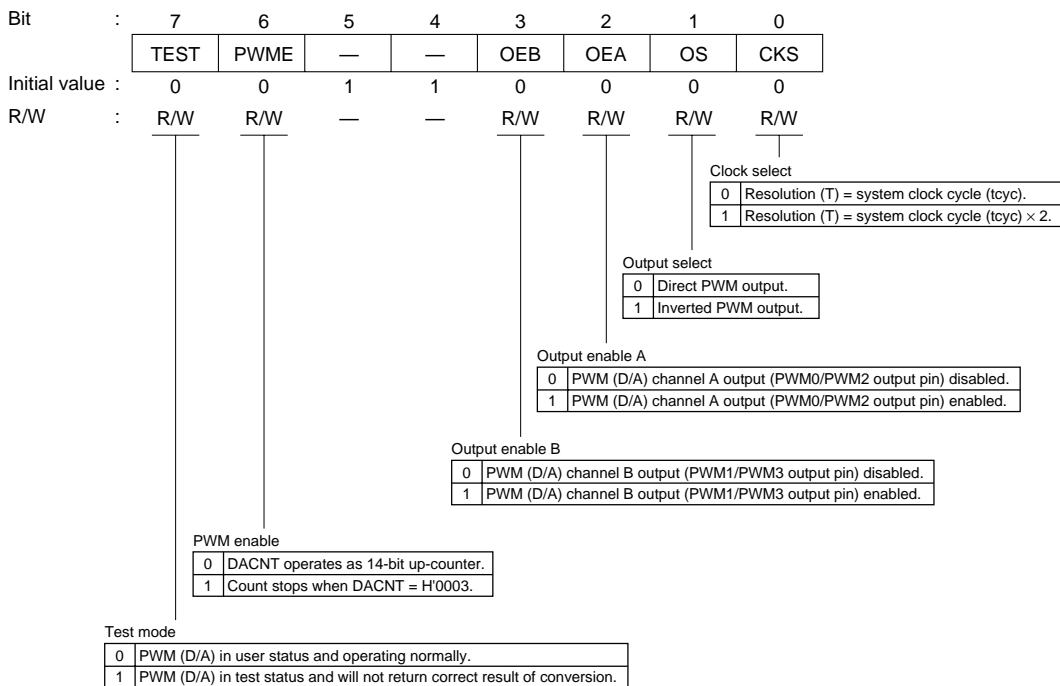 Bit : 7 6 5 4 3 2 1 0
TEST PWME — — OEB OEA OS CKS
Initial value : 0 0 1 1 0 0 0 0
R/W : R/W R/W — — R/W R/W R/W R/W
Clock select
0 Resolution (T) = system clock cycle (tcyc).
1 Resolution (T) = system clock cycle (tcyc) × 2.
Output select
0 Direct PWM output.
1 Inverted PWM output.
Output enable A
0 PWM (D/A) channel A output (PWM0/PWM2 output pin) disabled.
1 PWM (D/A) channel A output (PWM0/PWM2 output pin) enabled.
Output enable B
0 PWM (D/A) channel B output (PWM1/PWM3 output pin) disabled.
1 PWM (D/A) channel B output (PWM1/PWM3 output pin) enabled.
PWM enable
0 DACNT operates as 14-bit up-counter.
1 Count stops when DACNT = H'0003.
Test mode
0 PWM (D/A) in user status and operating normally.
1 PWM (D/A) in test status and will not return correct result of conversion.